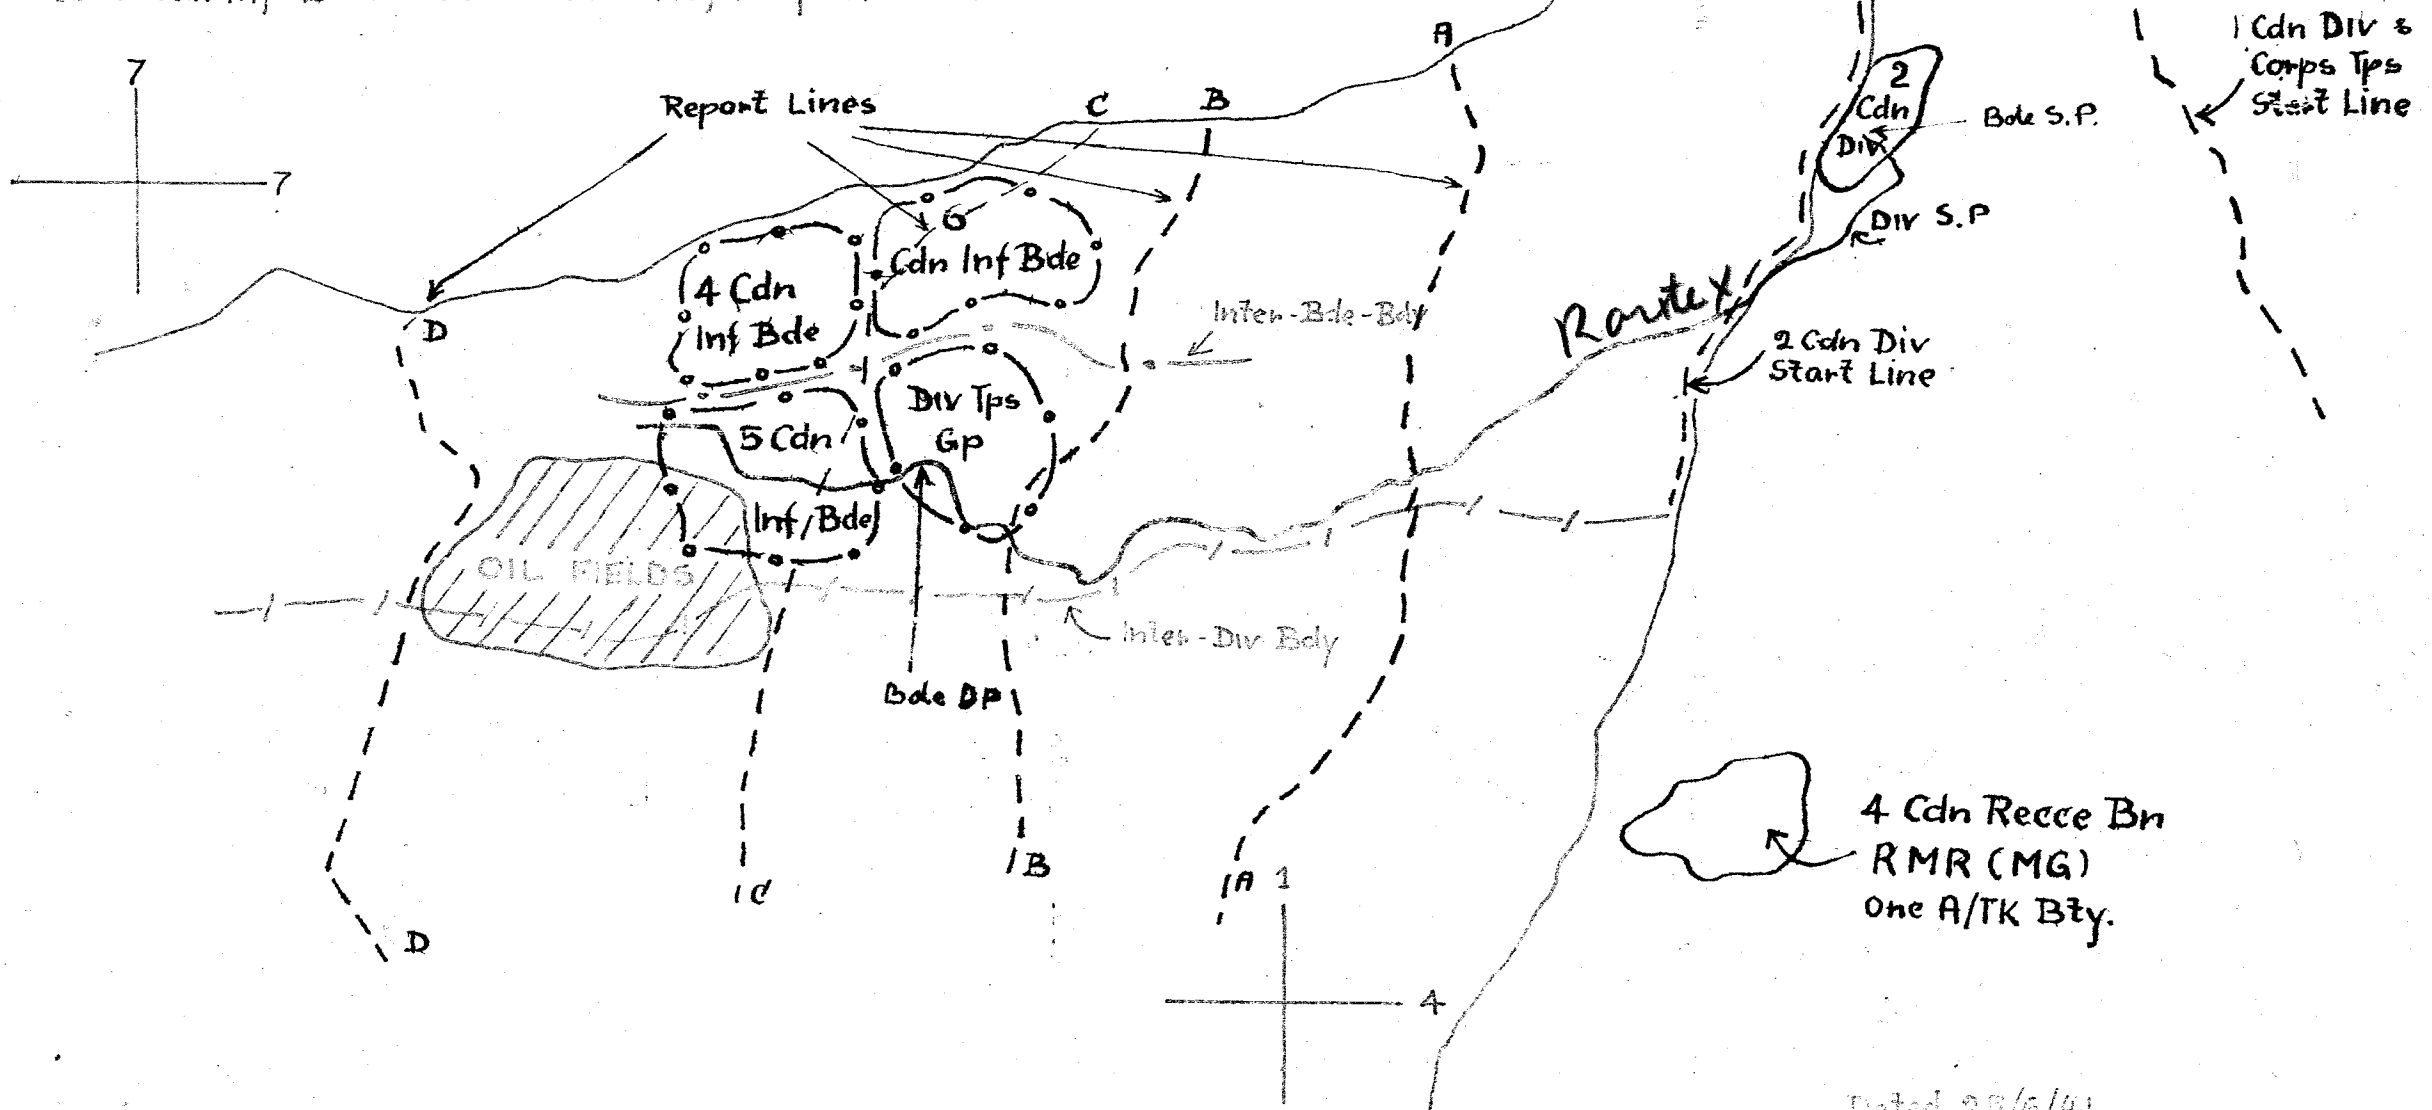 A
1 Cdn Div &
Corps Tps
Start Line
7
7
Report Lines
C
B
2
Cdn
Div
Bde S.P.
Div S.P
6
Cdn Inf Bde
4 Cdn
Inf Bde
D
Inter-Bde-Bdy
Route X
2 Cdn Div
Start Line
Div Tps
Gp
5 Cdn
Inf Bde
OIL FIELDS
Inter-Div Bdy
Bde DP
4 Cdn Recce Bn
RMR (MG)
One A/TK Bty.
B
A
1
C
D
4
Dated